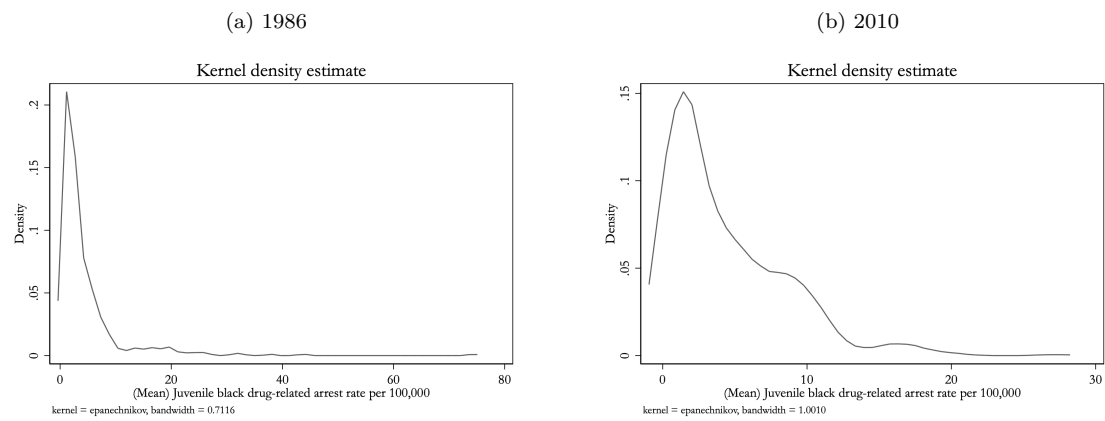 (a) 1986
Kernel density estimate
Density
0
.05
.1
.15
.2
0 20 40 60 80
(Mean) Juvenile black drug-related arrest rate per 100,000
kernel = epanechnikov, bandwidth = 0.7116
(b) 2010
Kernel density estimate
Density
0
.05
.1
.15
0 10 20 30
(Mean) Juvenile black drug-related arrest rate per 100,000
kernel = epanechnikov, bandwidth = 1.0010